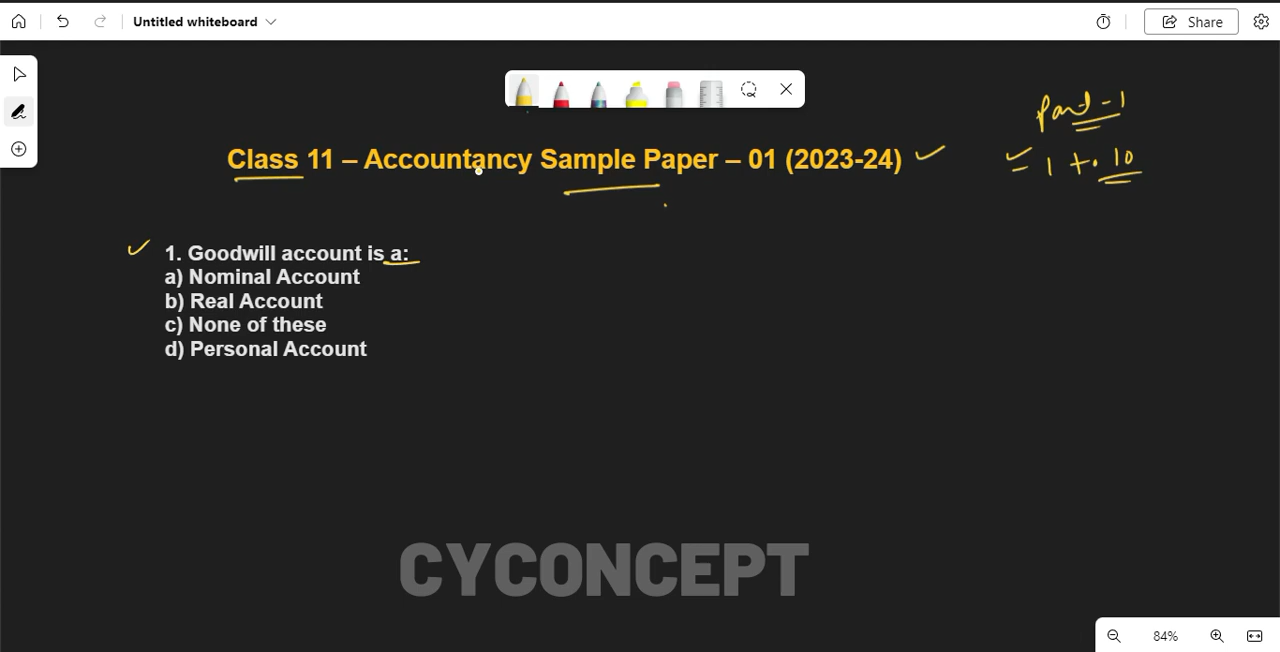 Untitled whiteboard
Share
Part-1
= 1 to 10
Class 11 – Accountancy Sample Paper – 01 (2023-24)
1. Goodwill account is a:
a) Nominal Account
b) Real Account
c) None of these
d) Personal Account
CYCONCEPT
84%